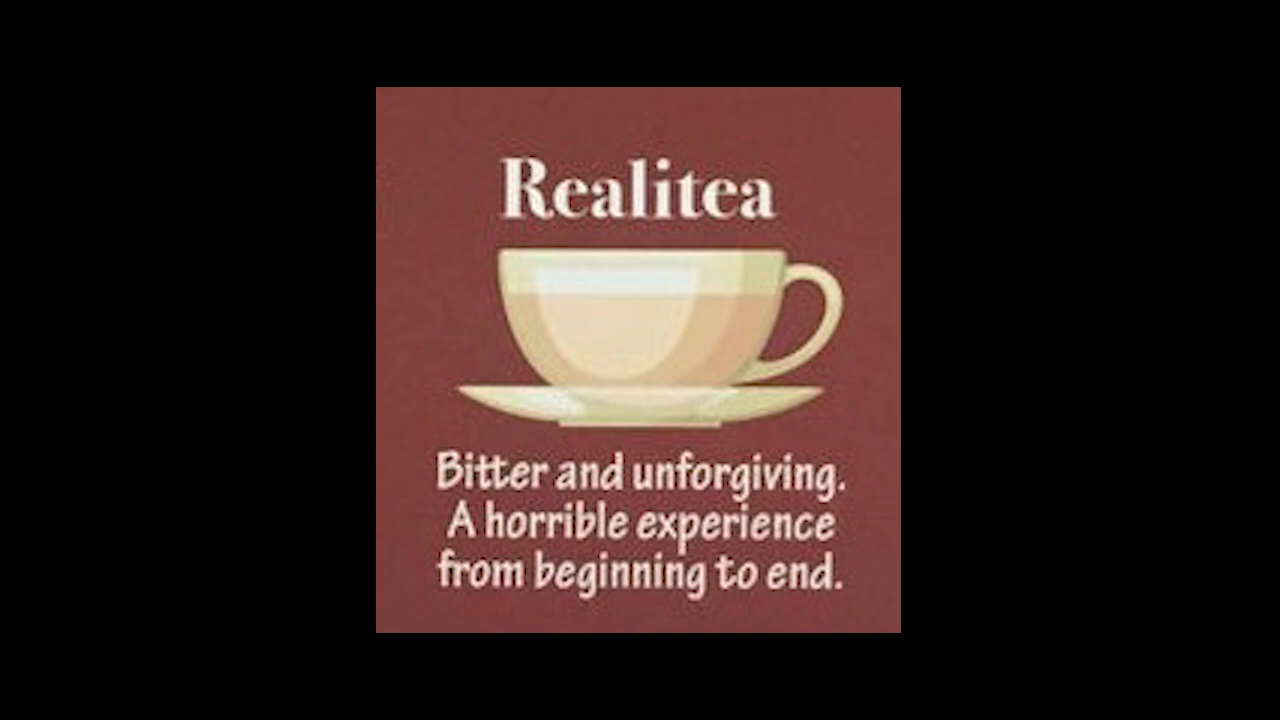 Realitea
Bitter and unforgiving.
A horrible experience
from beginning to end.